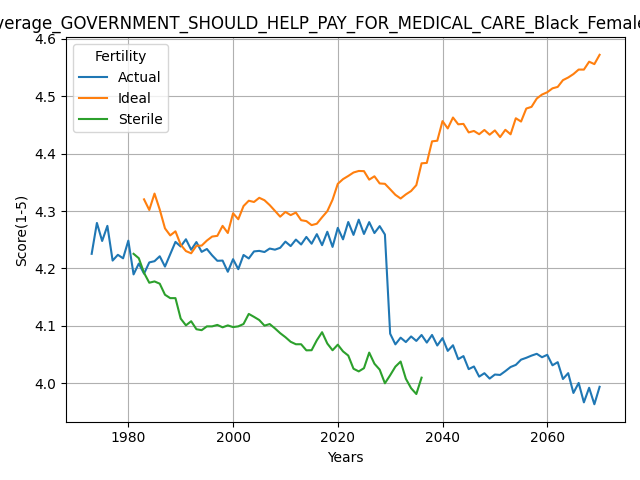 verage_GOVERNMENT_SHOULD_HELP_PAY_FOR_MEDICAL_CARE_Black_Female
Fertility
Actual
Ideal
Sterile
Score(1-5)
4.6
4.5
4.4
4.3
4.2
4.1
4.0
1980
2000
2020
2040
2060
Years